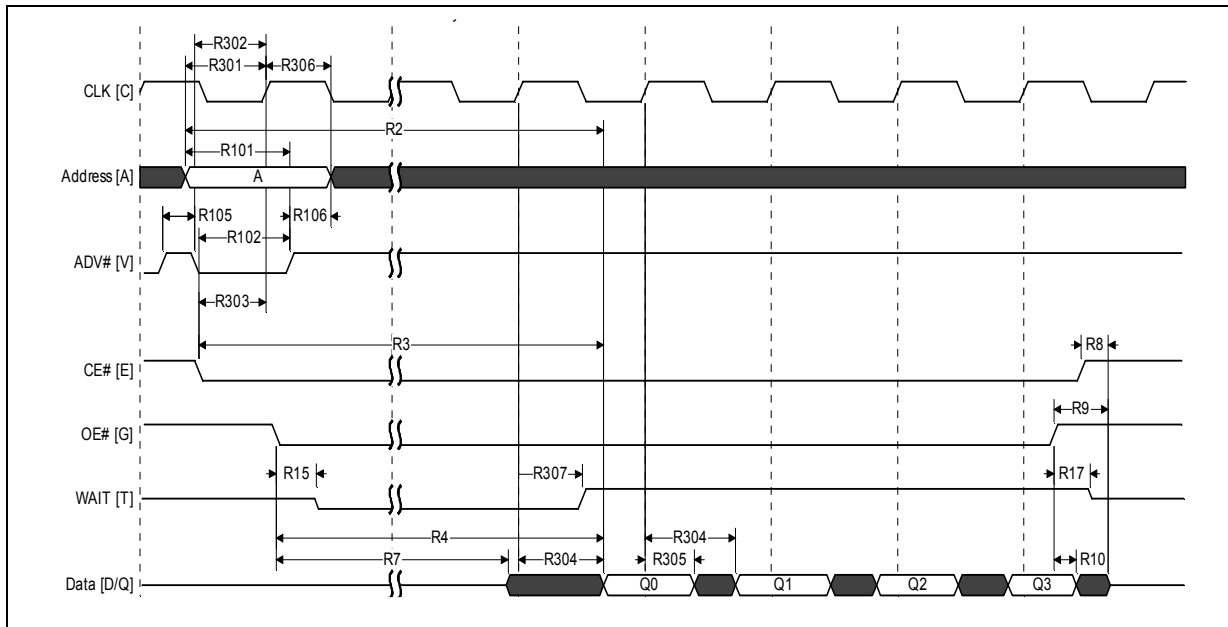 R302
R301 R306
CLK [C]
R2
R101
Address [A] A
R105 R106
R102
ADV# [V]
R303
R3 R8
CE# [E]
R9
OE# [G]
R15 R307 R17
WAIT [T]
R4 R304
R7 R304 R305 R10
Data [D/Q] Q0 Q1 Q2 Q3